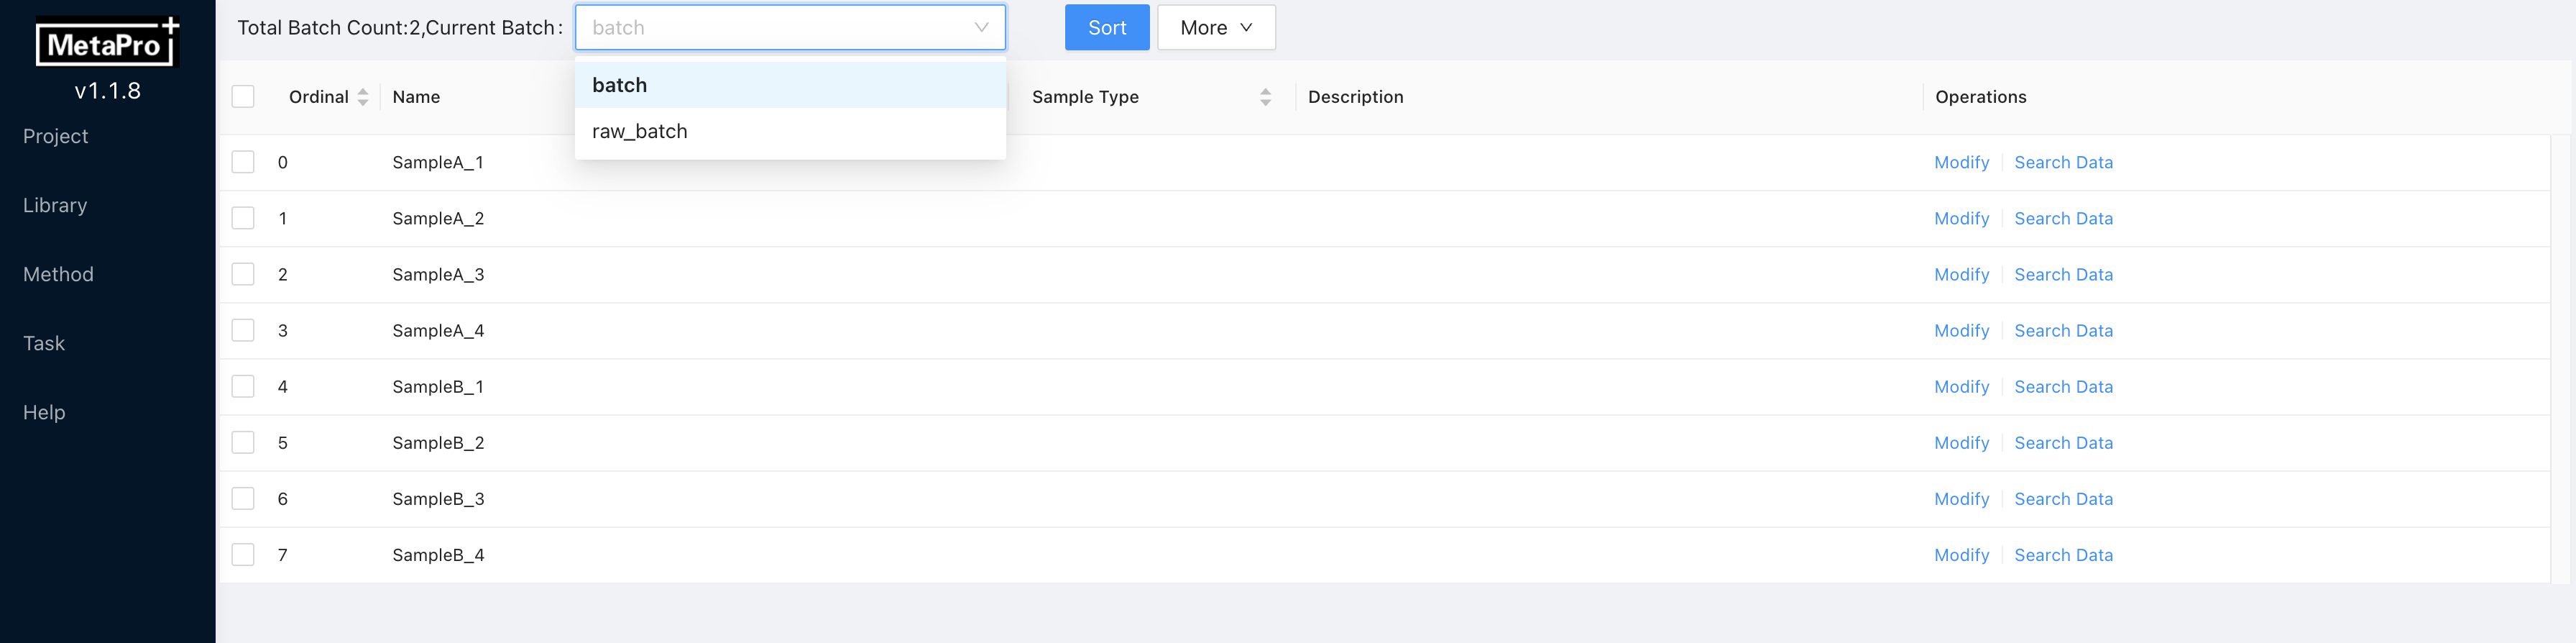 MetaPro+
v1.1.8
Project
Library
Method
Task
Help
Total Batch Count:2,Current Batch : batch Sort More
batch
raw_batch
Ordinal Name Sample Type Description Operations
0 SampleA_1 Modify Search Data
1 SampleA_2 Modify Search Data
2 SampleA_3 Modify Search Data
3 SampleA_4 Modify Search Data
4 SampleB_1 Modify Search Data
5 SampleB_2 Modify Search Data
6 SampleB_3 Modify Search Data
7 SampleB_4 Modify Search Data